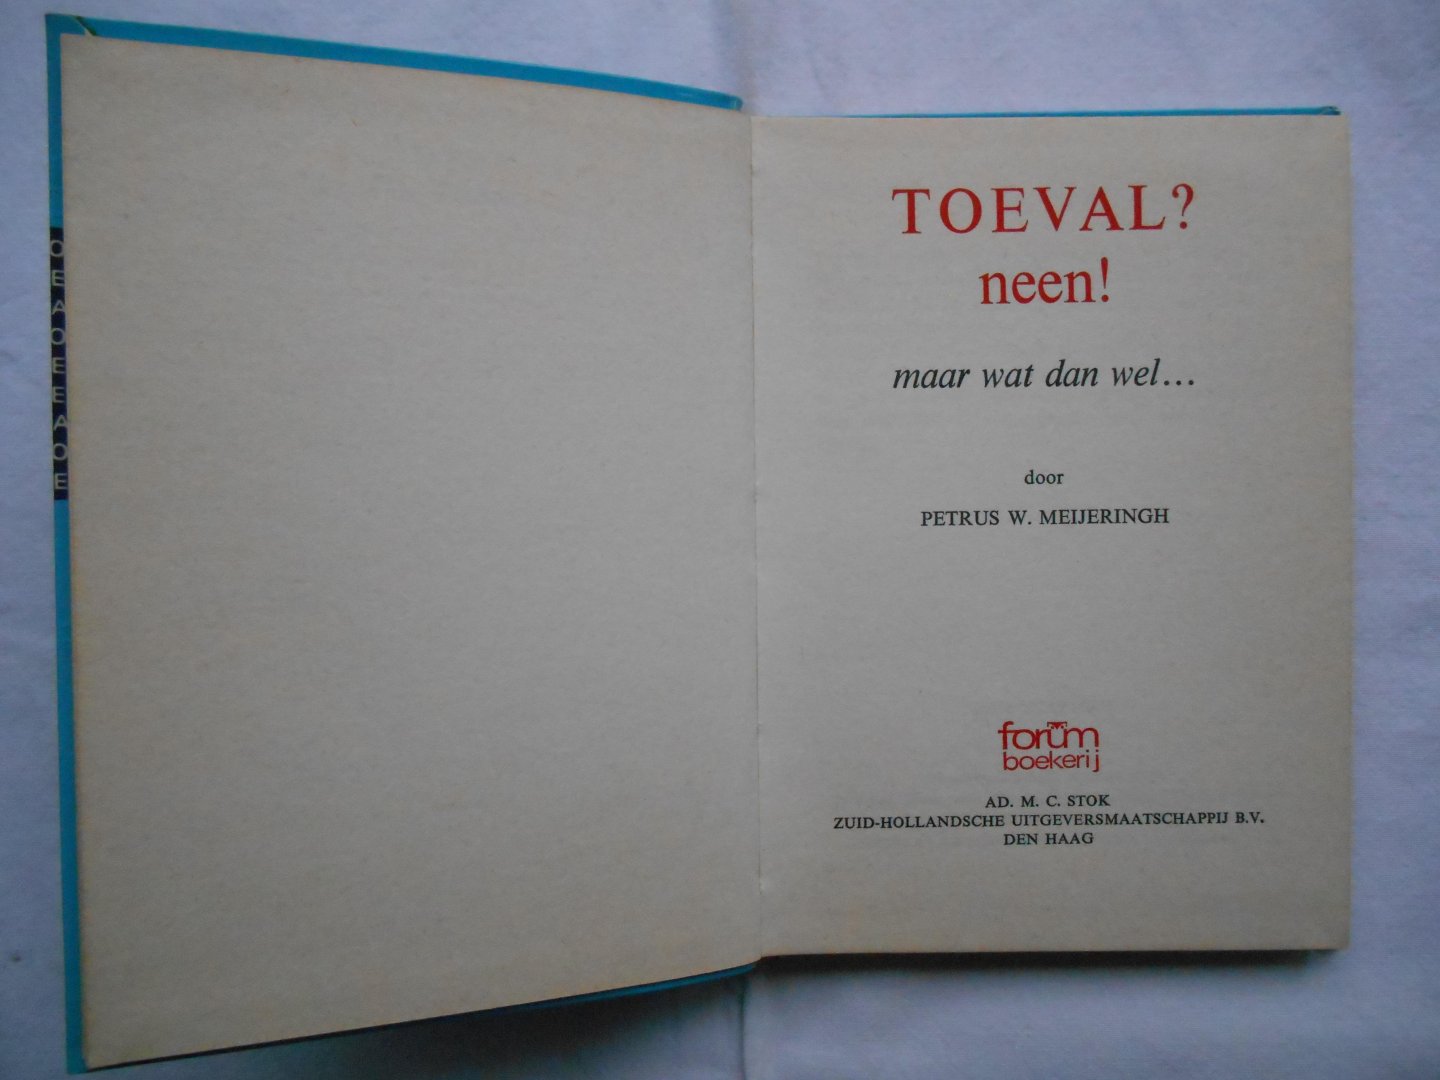 O
E
A
O
E
E
A
O
E
TOEVAL?
neen!
maar wat dan wel...
door
PETRUS W. MEIJERINGH
forum
boekerij
AD. M. C. STOK
ZUID-HOLLANDSCHE UITGEVERSMAATSCHAPPIJ B.V.
DEN HAAG